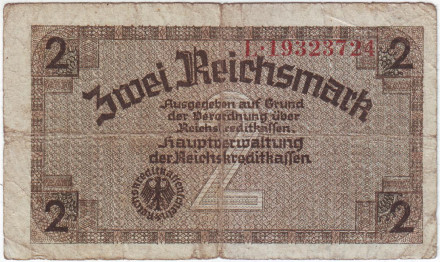 2 L·19323724 2
Zwei Reichsmark
Ausgegeben auf Grund
der Verordnung über
Reichskreditkassen.
Hauptverwaltung
der Reichskreditkassen
2
2 2